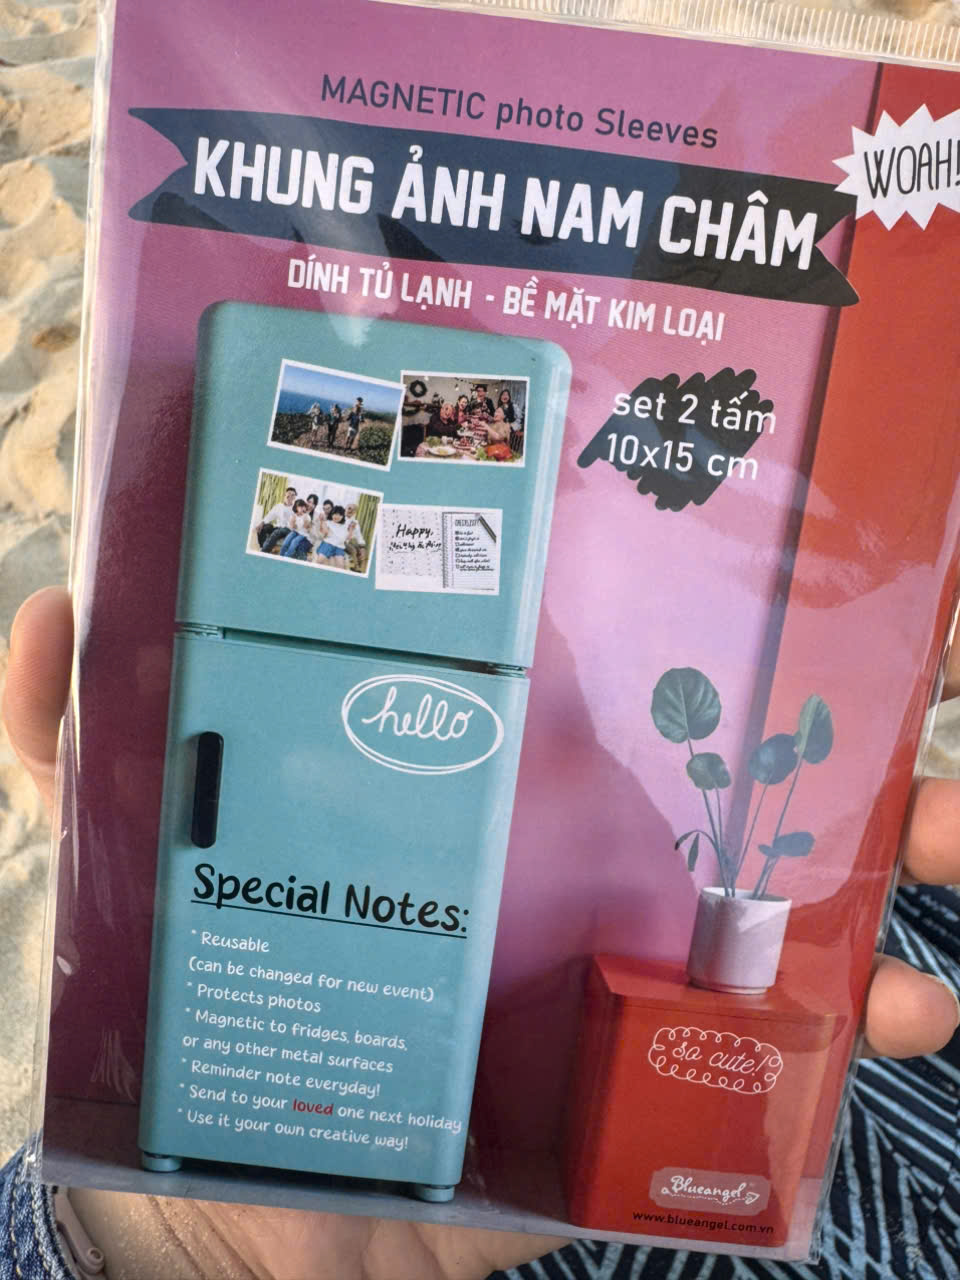 MAGNETIC photo Sleeves
KHUNG ẢNH NAM CHÂM
WOAH!
DÍNH TỦ LẠNH - BỀ MẶT KIM LOẠI
set 2 tấm
10x15 cm
Happy
CHECKLIST
hello
Special Notes:
* Reusable
(can be changed for new event)
* Protects photos
* Magnetic to fridges, boards,
or any other metal surfaces
* Reminder note everyday!
* Send to your loved one next holiday
* Use it your own creative way!
so cute!
Blueangel
www.blueangel.com.vn